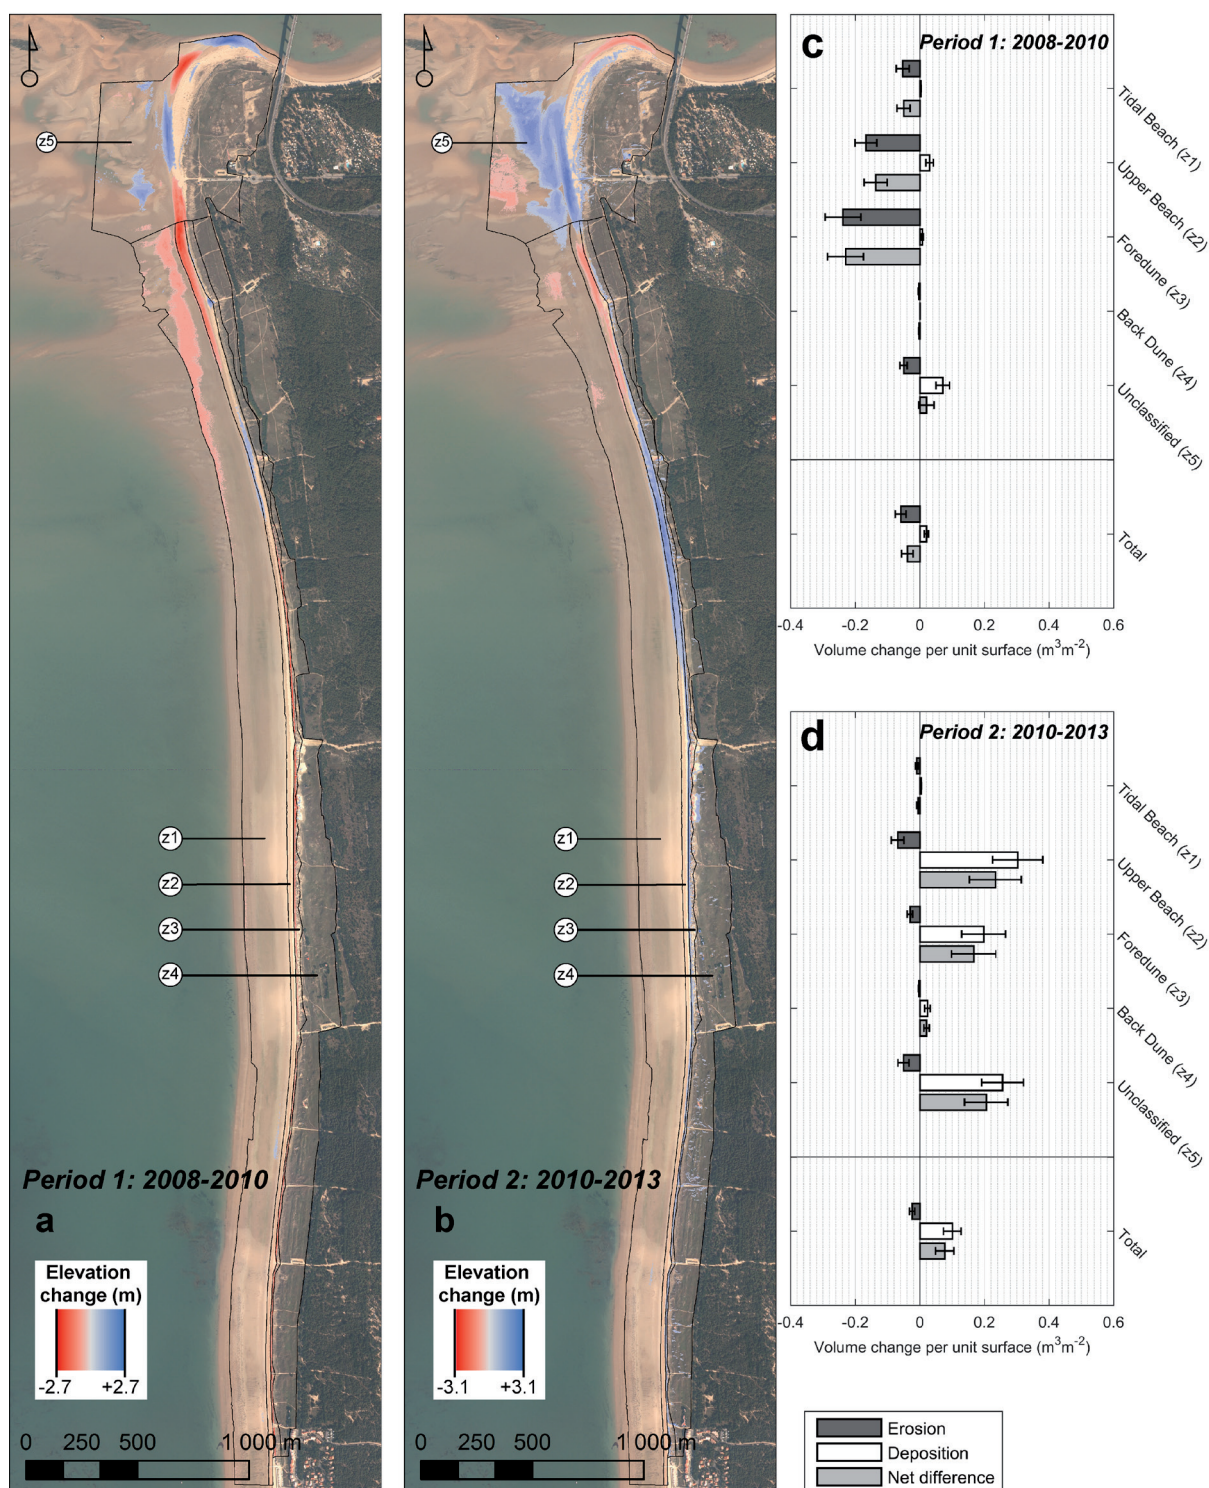 z5
z1
z2
z3
z4
Period 1: 2008-2010
a
Elevation
change (m)
-2.7 +2.7
0 250 500 1 000 m
z5
z1
z2
z3
z4
Period 2: 2010-2013
b
Elevation
change (m)
-3.1 +3.1
0 250 500 1 000 m
c
Period 1: 2008-2010
Tidal Beach (z1)
Upper Beach (z2)
Foredune (z3)
Back Dune (z4)
Unclassified (z5)
Total
-0.4 -0.2 0 0.2 0.4 0.6
Volume change per unit surface (m³m⁻²)
d
Period 2: 2010-2013
Tidal Beach (z1)
Upper Beach (z2)
Foredune (z3)
Back Dune (z4)
Unclassified (z5)
Total
-0.4 -0.2 0 0.2 0.4 0.6
Volume change per unit surface (m³m⁻²)
Erosion
Deposition
Net difference